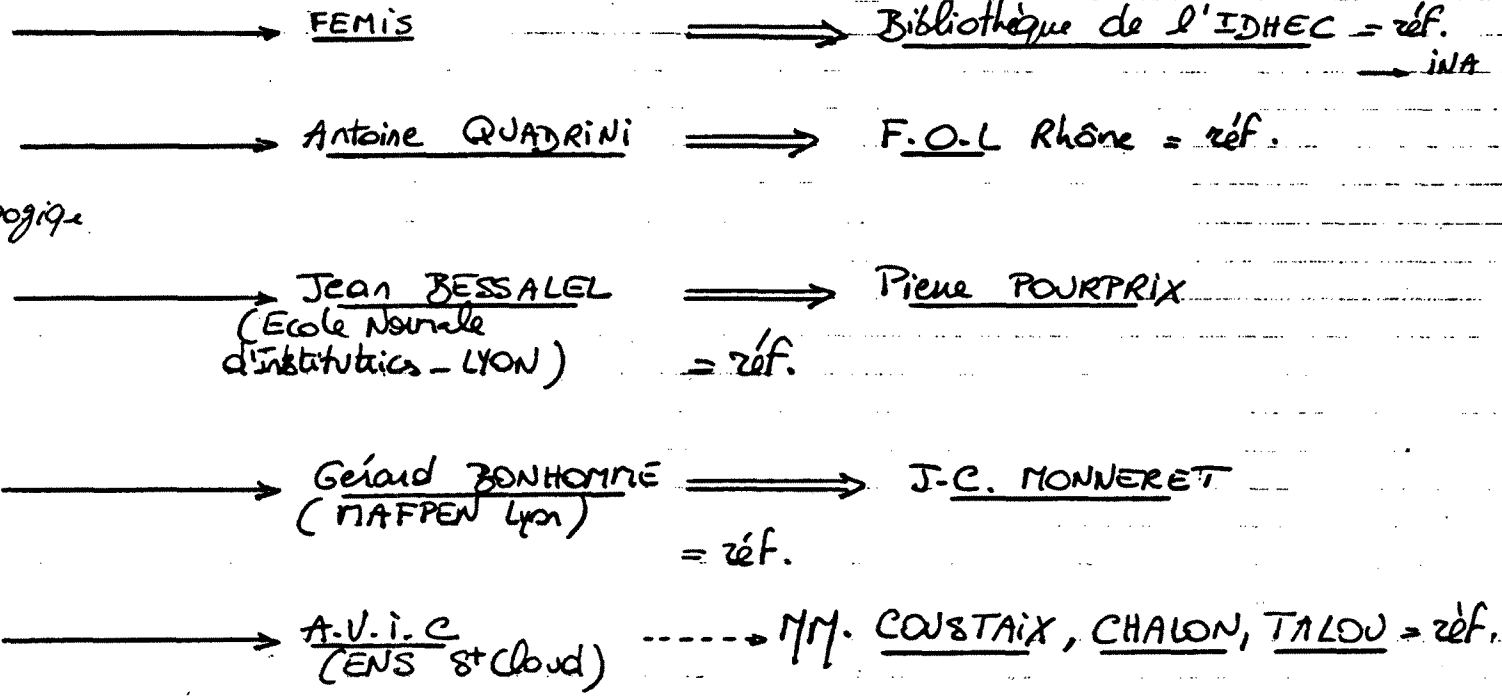 FEMIS ⟹ Bibliothèque de l'IDHEC = réf.
→ INA
Antoine QUADRINI ⟹ F.O.L Rhône = réf.
Jean BESSALEL ⟹ Pierre POURPRIX
(Ecole Normale
d'Institutrices - LYON) = réf.
Gérard BONHOMME ⟹ J-C. MONNERET
(MAFPEN Lyon)
= réf.
A.V.I.C ----→ MM. COUSTAIX, CHALON, TALOU = réf.
(ENS St Cloud)